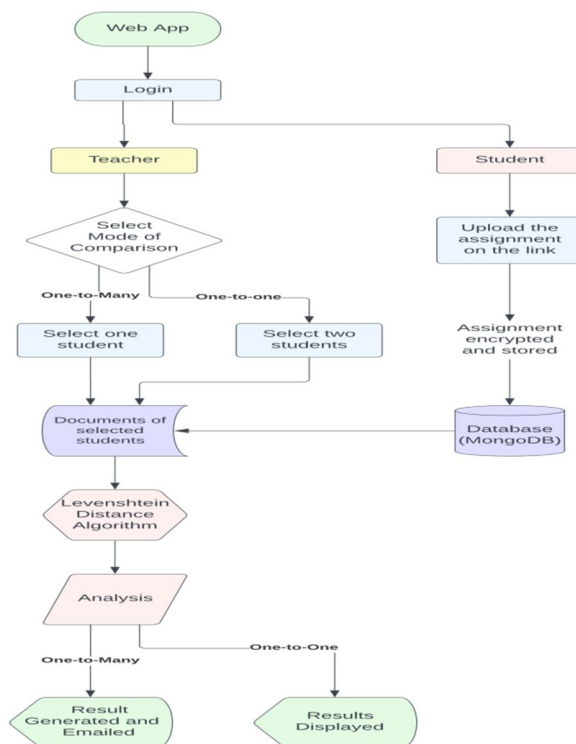 Web App
Login
Teacher
Student
Select
Mode of
Comparison
Upload the
assignment
on the link
One-to-Many
One-to-one
Select one
student
Select two
students
Assignment
encrypted
and stored
Documents of
selected
students
Database
(MongoDB)
Levenshtein
Distance
Algorithm
Analysis
One-to-Many
One-to-One
Result
Generated and
Emailed
Results
Displayed